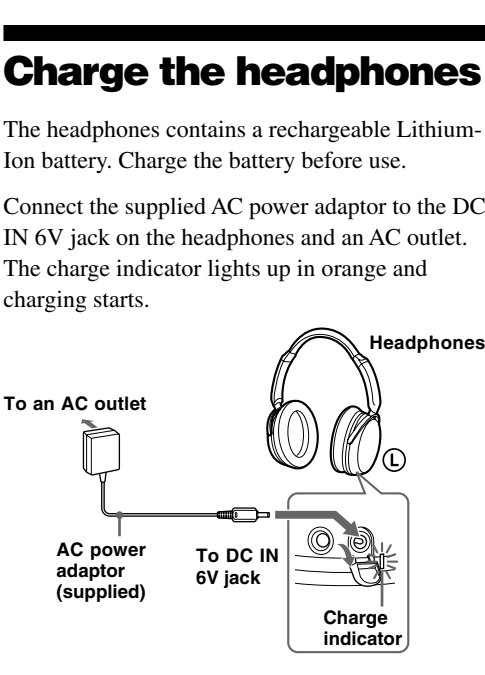 Charge the headphones
The headphones contains a rechargeable Lithium-
Ion battery. Charge the battery before use.
Connect the supplied AC power adaptor to the DC
IN 6V jack on the headphones and an AC outlet.
The charge indicator lights up in orange and
charging starts.
Headphones
To an AC outlet
L
AC power
adaptor
(supplied)
To DC IN
6V jack
Charge
indicator